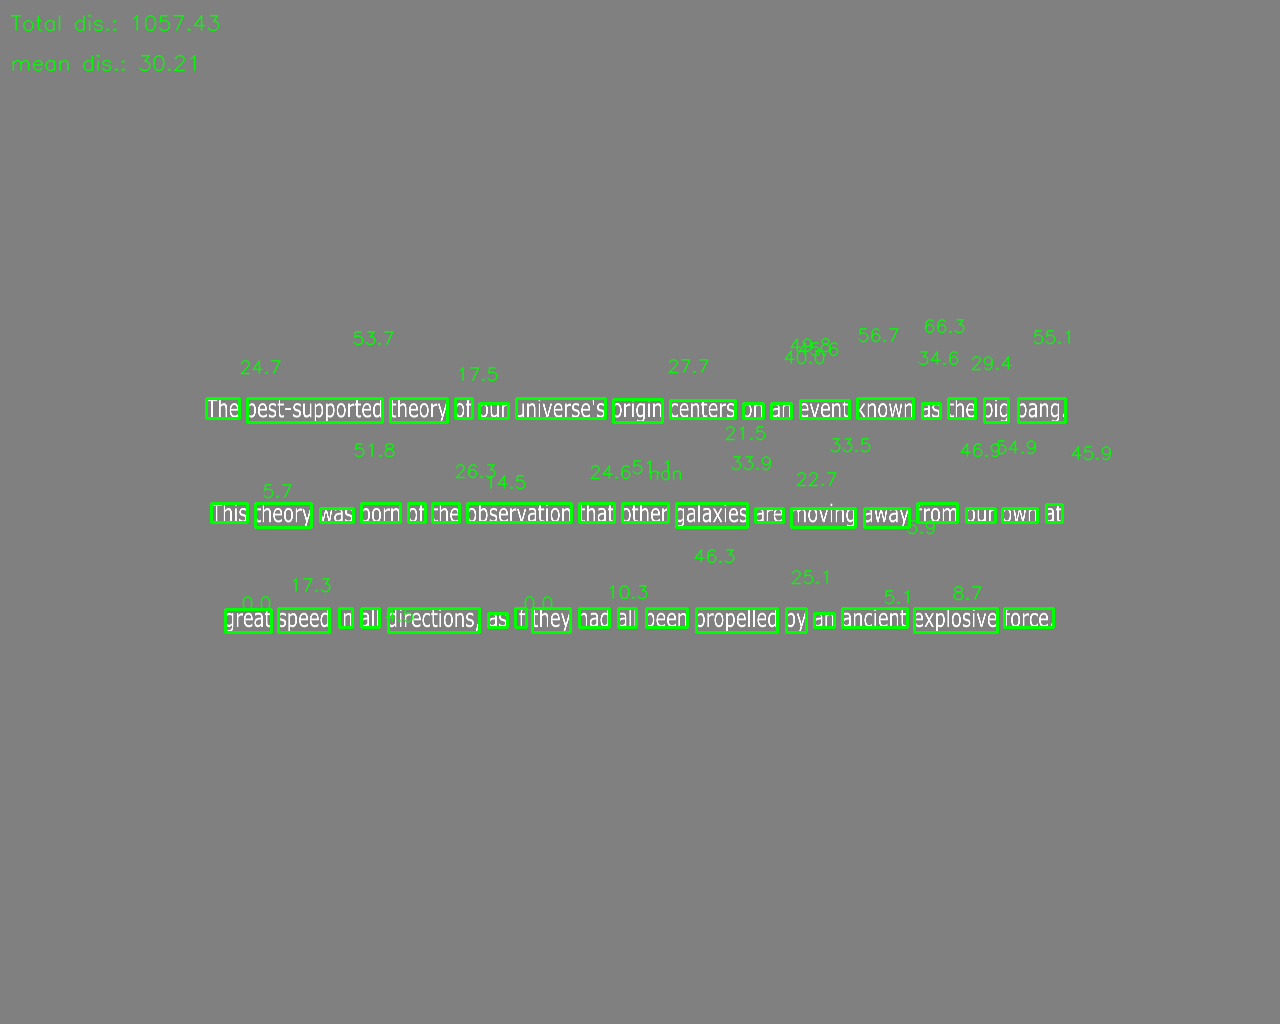 Total dis.: 1057.43
mean dis.: 30.21
66.3
53.7 49.8 45.6 56.7 55.1
24.7 17.5 27.7 40.0 34.6 29.4
The best-supported theory of our universe's origin centers on an event known as the big bang.
21.5
51.8 33.5 46.9 54.9 45.9
5.7 26.3 14.5 24.6 51.1 hdn 33.9 22.7
This theory was born of the observation that other galaxies are moving away from our own at
46.3
0.0 17.3 0.0 10.3 25.1 5.1 8.7
great speed in all directions, as if they had all been propelled by an ancient explosive force.